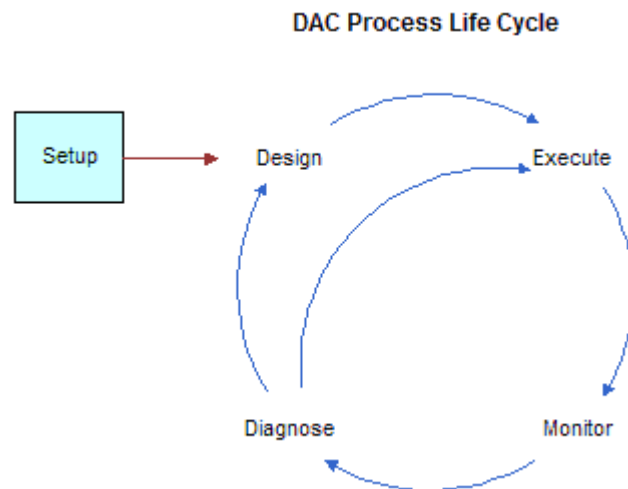 DAC Process Life Cycle
Setup
Design
Execute
Diagnose
Monitor